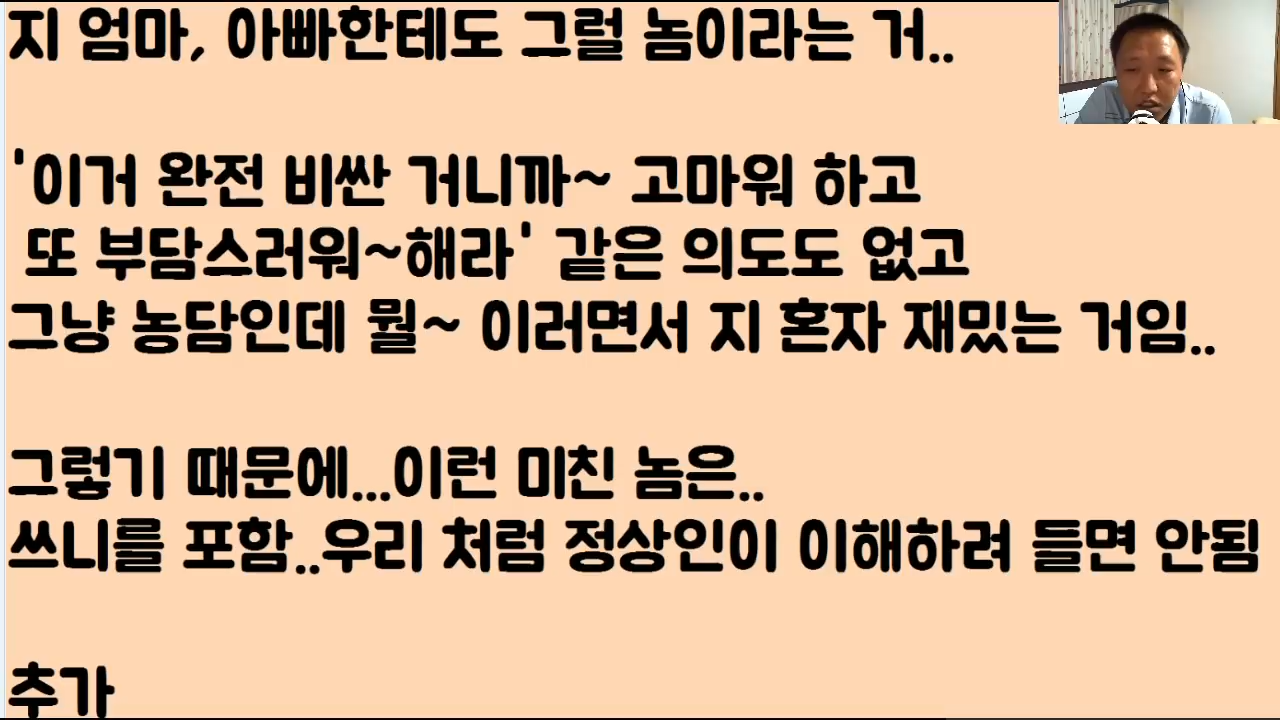 지 엄마, 아빠한테도 그럴 놈이라는 거..
'이거 완전 비싼 거니까~ 고마워 하고
또 부담스러워~해라' 같은 의도도 없고
그냥 농담인데 뭘~ 이러면서 지 혼자 재밌는 거임..
그렇기 때문에...이런 미친 놈은..
쓰니를 포함..우리 처럼 정상인이 이해하려 들면 안됨
추가